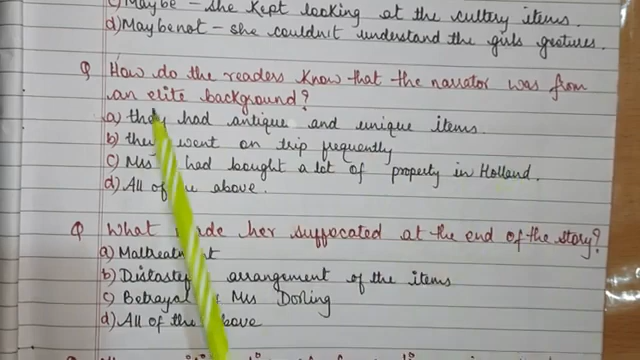 c) Maybe - she kept looking at the cutlery items.
d) Maybe not - she couldn't understand the girls gestures.
Q How do the readers know that the narrator was from
an elite background?
a) they had antique and unique items.
b) they went on trip frequently
c) Mrs had bought a lot of property in Holland.
d) All of the above.
Q What made her suffocated at the end of the story?
a) Maltreatment
b) Distasteful arrangement of the items
c) Betrayal Mrs Dorling
d) All of the above